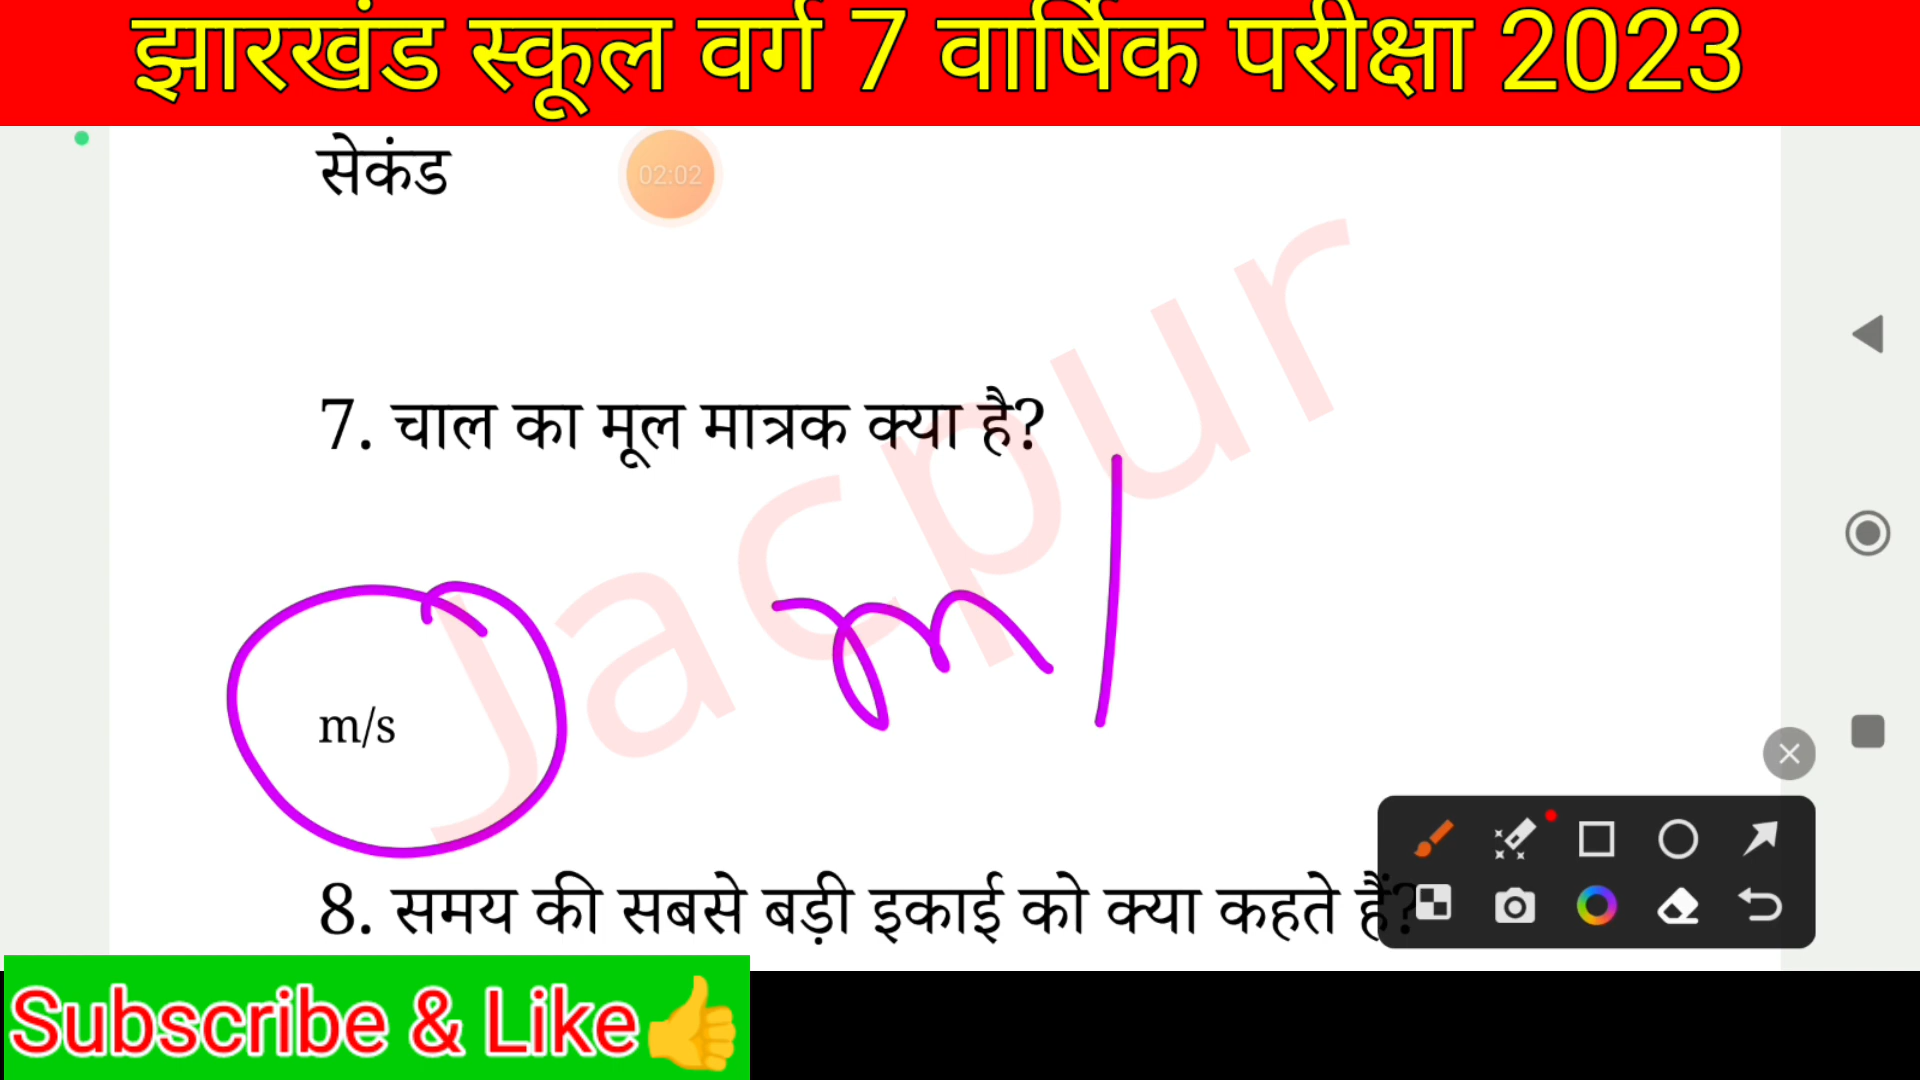 झारखंड स्कूल वर्ग 7 वार्षिक परीक्षा 2023
सेकंड
02:02
7. चाल का मूल मात्रक क्या है?
Jacpur
m/
m/s
8. समय की सबसे बड़ी इकाई को क्या कहते हैं?
Subscribe & Like👍